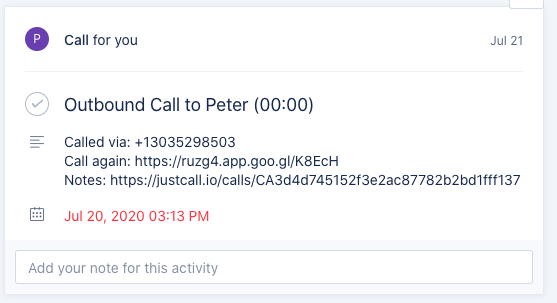 P
Call for you
Jul 21
Outbound Call to Peter (00:00)
Called via: +13035298503
Call again: https://ruzg4.app.goo.gl/K8EcH
Notes: https://justcall.io/calls/CA3d4d745152f3e2ac87782b2bd1fff137
Jul 20, 2020 03:13 PM
Add your note for this activity